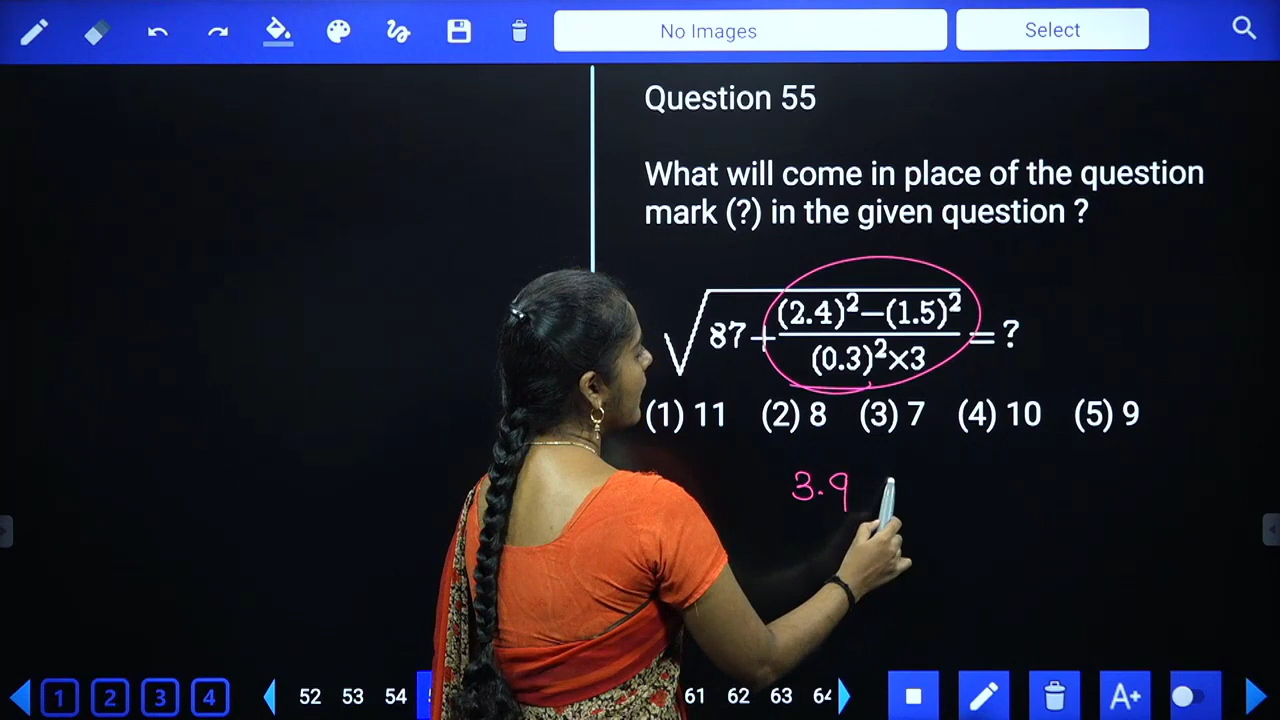 No Images
Select
Question 55
What will come in place of the question
mark (?) in the given question ?
√(87+((2.4)²−(1.5)²)/((0.3)²×3)) = ?
(1) 11 (2) 8 (3) 7 (4) 10 (5) 9
3.9
1 2 3 4 52 53 54 61 62 63 64 A+